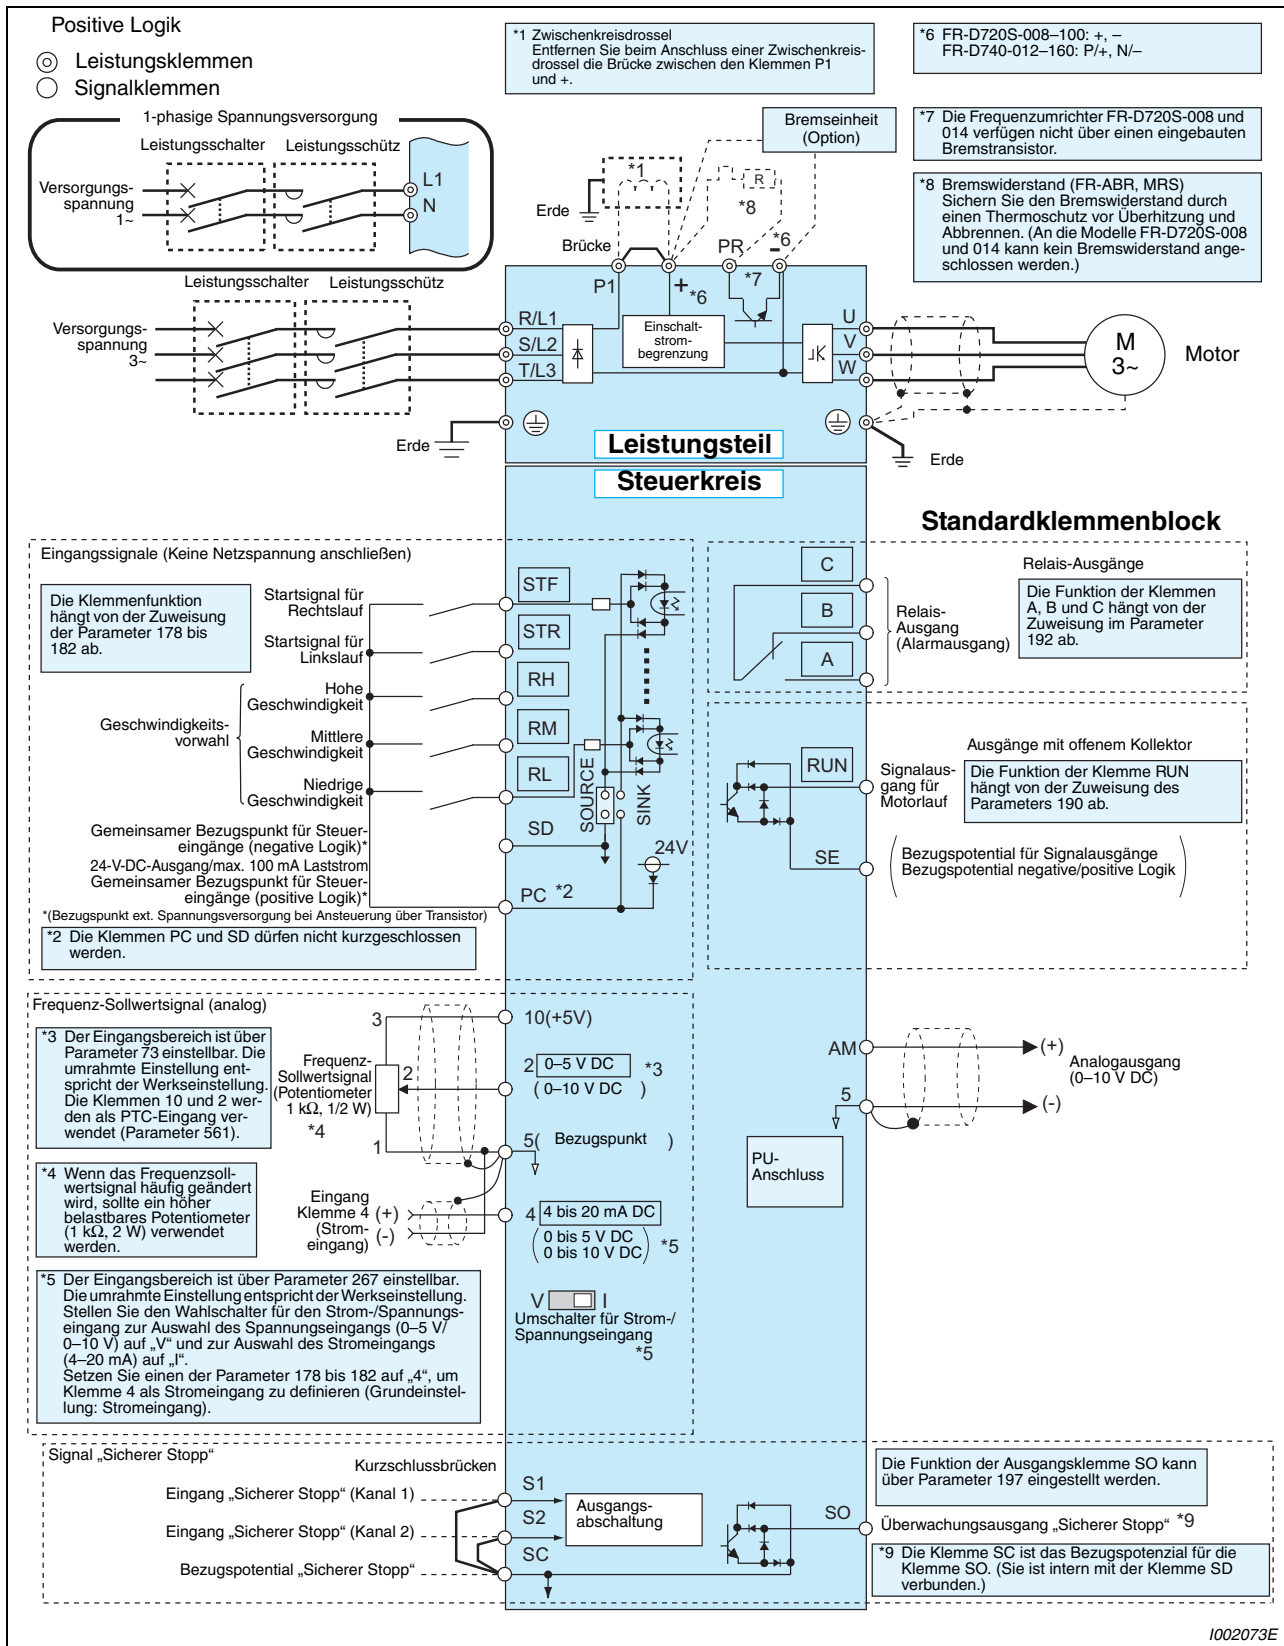 Positive Logik
Leistungsklemmen
Signalklemmen
*1 Zwischenkreisdrossel
Entfernen Sie beim Anschluss einer Zwischenkreis-
drossel die Brücke zwischen den Klemmen P1
und +.
*6 FR-D720S-008–100: +, –
FR-D740-012–160: P/+, N/–
*7 Die Frequenzumrichter FR-D720S-008 und
014 verfügen nicht über einen eingebauten
Bremstransistor.
*8 Bremswiderstand (FR-ABR, MRS)
Sichern Sie den Bremswiderstand durch
einen Thermoschutz vor Überhitzung und
Abbrennen. (An die Modelle FR-D720S-008
und 014 kann kein Bremswiderstand ange-
schlossen werden.)
1-phasige Spannungsversorgung
Leistungsschalter
Leistungsschütz
Versorgungs-
spannung
1~
L1
N
Bremseinheit
(Option)
*1
R
*8
Erde
Brücke
PR
-
*6
P1
+
*6
*7
Leistungsschalter
Leistungsschütz
Versorgungs-
spannung
3~
R/L1
S/L2
T/L3
Einschalt-
strom-
begrenzung
U
V
W
M
3~
Motor
Erde
Erde
Leistungsteil
Steuerkreis
Standardklemmenblock
Eingangssignale (Keine Netzspannung anschließen)
Die Klemmenfunktion
hängt von der Zuweisung
der Parameter 178 bis
182 ab.
Startsignal für
Rechtslauf
Startsignal für
Linkslauf
Hohe
Geschwindigkeit
Geschwindigkeits-
vorwahl
Mittlere
Geschwindigkeit
Niedrige
Geschwindigkeit
STF
STR
RH
RM
RL
SD
PC *2
SOURCE
SINK
24V
Gemeinsamer Bezugspunkt für Steuer-
eingänge (negative Logik)*
24-V-DC-Ausgang/max. 100 mA Laststrom
Gemeinsamer Bezugspunkt für Steuer-
eingänge (positive Logik)*
*(Bezugspunkt ext. Spannungsversorgung bei Ansteuerung über Transistor)
*2 Die Klemmen PC und SD dürfen nicht kurzgeschlossen
werden.
C
B
A
Relais-Ausgänge
Relais-
Ausgang
(Alarmausgang)
Die Funktion der Klemmen
A, B und C hängt von der
Zuweisung im Parameter
192 ab.
Ausgänge mit offenem Kollektor
RUN
Signalaus-
gang für
Motorlauf
Die Funktion der Klemme RUN
hängt von der Zuweisung des
Parameters 190 ab.
SE
Bezugspotential für Signalausgänge
Bezugspotential negative/positive Logik
Frequenz-Sollwertsignal (analog)
*3 Der Eingangsbereich ist über
Parameter 73 einstellbar. Die
umrahmte Einstellung ent-
spricht der Werkseinstellung.
Die Klemmen 10 und 2 wer-
den als PTC-Eingang ver-
wendet (Parameter 561).
Frequenz-
Sollwertsignal
(Potentiometer
1 kΩ, 1/2 W)
*4
3
2
1
10(+5V)
2 0–5 V DC *3
(0–10 V DC )
5( Bezugspunkt )
*4 Wenn das Frequenzsoll-
wertsignal häufig geändert
wird, sollte ein höher
belastbares Potentiometer
(1 kΩ, 2 W) verwendet
werden.
Eingang
Klemme 4
(Strom-
eingang)
(+)
(-)
4 4 bis 20 mA DC
(0 bis 5 V DC
0 bis 10 V DC) *5
*5 Der Eingangsbereich ist über Parameter 267 einstellbar.
Die umrahmte Einstellung entspricht der Werkseinstellung.
Stellen Sie den Wahlschalter für den Strom-/Spannungs-
eingang zur Auswahl des Spannungseingangs (0–5 V/
0–10 V) auf „V“ und zur Auswahl des Stromeingangs
(4–20 mA) auf „I“.
Setzen Sie einen der Parameter 178 bis 182 auf „4“, um
Klemme 4 als Stromeingang zu definieren (Grundeinstel-
lung: Stromeingang).
V I
Umschalter für Strom-/
Spannungseingang
*5
AM
5
(+)
(-)
Analogausgang
(0–10 V DC)
PU-
Anschluss
Signal „Sicherer Stopp“
Kurzschlussbrücken
Eingang „Sicherer Stopp“ (Kanal 1)
Eingang „Sicherer Stopp“ (Kanal 2)
Bezugspotential „Sicherer Stopp“
S1
S2
SC
Ausgangs-
abschaltung
SO
Die Funktion der Ausgangsklemme SO kann
über Parameter 197 eingestellt werden.
Überwachungsausgang „Sicherer Stopp“ *9
*9 Die Klemme SC ist das Bezugspotenzial für die
Klemme SO. (Sie ist intern mit der Klemme SD
verbunden.)
I002073E